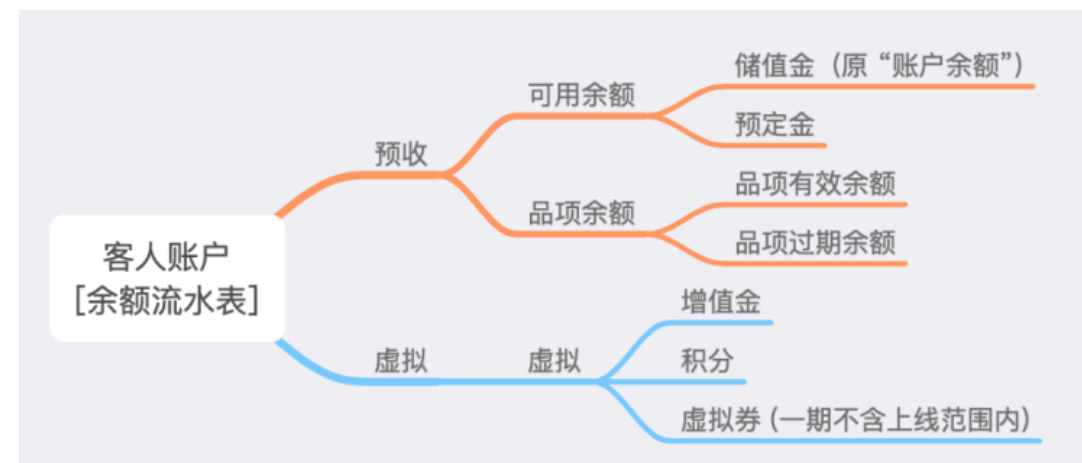 储值金（原“账户余额”）
可用余额
预定金
预收
品项有效余额
品项余额
品项过期余额
客人账户
[余额流水表]
增值金
虚拟
虚拟
积分
虚拟券 (一期不含上线范围内)